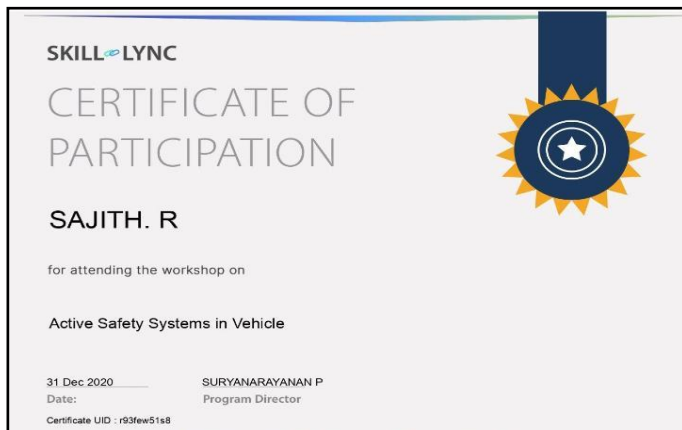 SKILL LYNC
CERTIFICATE OF
PARTICIPATION
SAJITH. R
for attending the workshop on
Active Safety Systems in Vehicle
31 Dec 2020 SURYANARAYANAN P
Date: Program Director
Certificate UID : r93few51s8